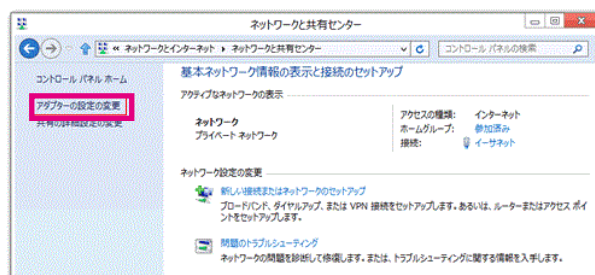 ネットワークと共有センター
« ネットワークとインターネット ▸ ネットワークと共有センター
コントロール パネルの検索
コントロール パネル ホーム
アダプターの設定の変更
共有の詳細設定の変更
基本ネットワーク情報の表示と接続のセットアップ
アクティブなネットワークの表示
ネットワーク
プライベート ネットワーク
アクセスの種類: インターネット
ホームグループ: 参加済み
接続: イーサネット
ネットワーク設定の変更
新しい接続またはネットワークのセットアップ
ブロードバンド、ダイヤルアップ、または VPN 接続をセットアップします。あるいは、ルーターまたはアクセス ポイ
ントをセットアップします。
問題のトラブルシューティング
ネットワークの問題を診断して修復します。または、トラブルシューティングに関する情報を入手します。